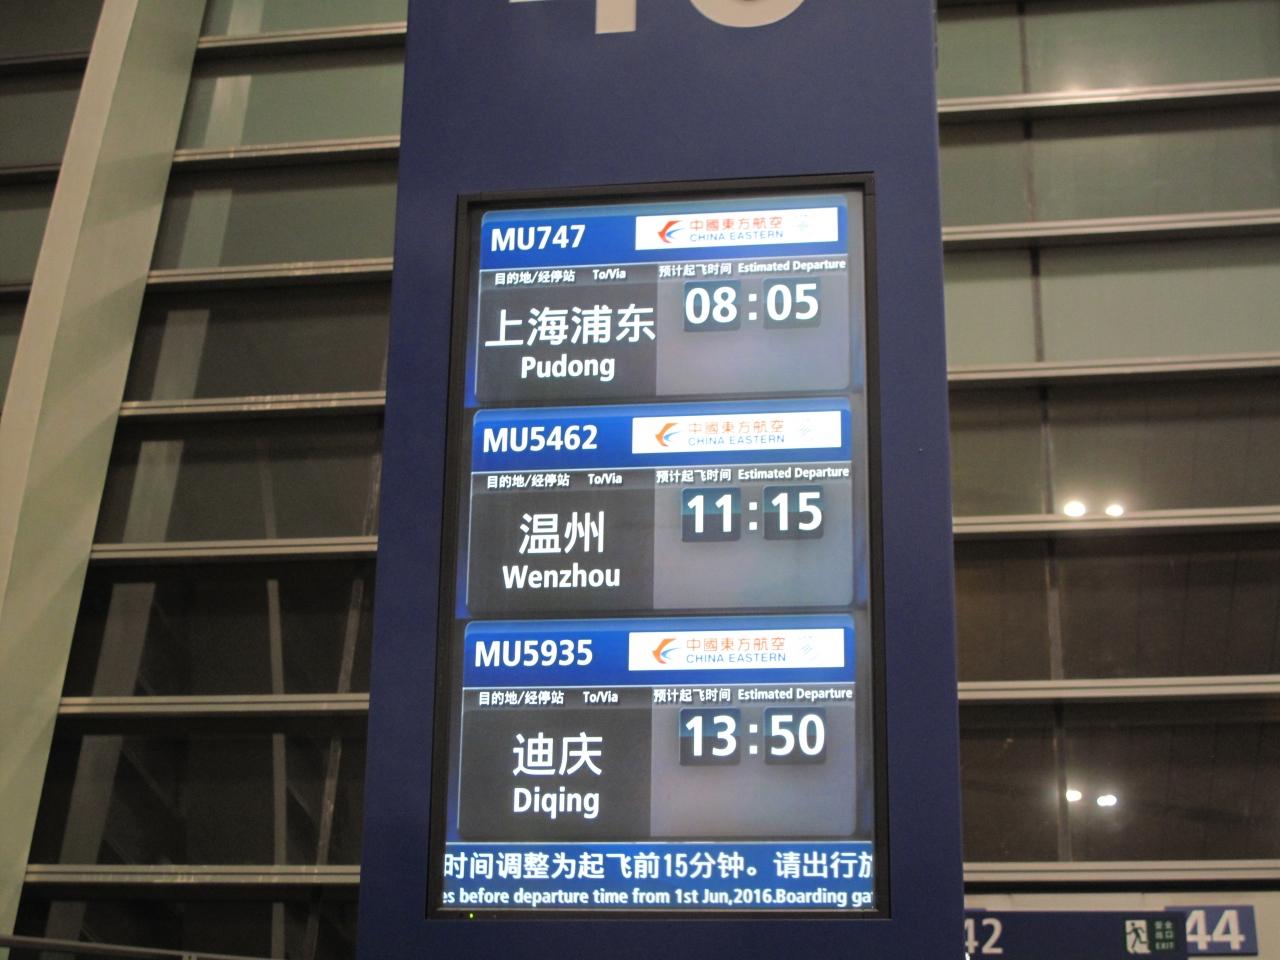 MU747
中國東方航空
CHINA EASTERN
目的地/经停站 To/Via
预计起飞时间 Estimated Departure
上海浦东
Pudong
08:05
MU5462
中國東方航空
CHINA EASTERN
目的地/经停站 To/Via
预计起飞时间 Estimated Departure
温州
Wenzhou
11:15
MU5935
中國東方航空
CHINA EASTERN
目的地/经停站 To/Via
预计起飞时间 Estimated Departure
迪庆
Diqing
13:50
时间调整为起飞前15分钟。请出行
es before departure time from 1st Jun,2016.Boarding ga
42
安全出口
EXIT
44